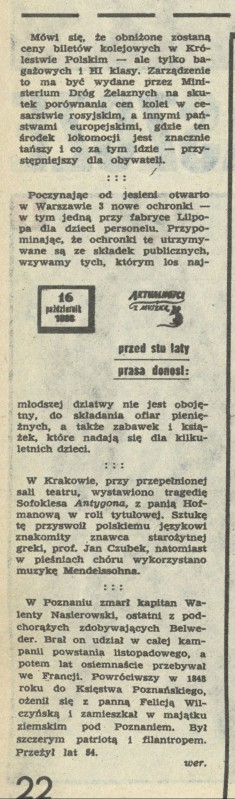 Mówi się, że obniżone zostaną
ceny biletów kolejowych w Kró-
lestwie Polskim — ale tylko ba-
gażowych i III klasy. Zarządzenie
to ma być wydane przez Mini-
sterium Dróg Żelaznych na sku-
tek porównania cen kolei w ce-
sarstwie rosyjskim, a innymi pań-
stwami europejskimi, gdzie ten
środek lokomocji jest znacznie
tańszy i co za tym idzie — przy-
stępniejszy dla obywateli.
: : :
Poczynając od jesieni otwarto
w Warszawie 3 nowe ochronki —
w tym jedną przy fabryce Lilpo-
pa dla dzieci personelu. Przypo-
minając, że ochronki te utrzymy-
wane są ze składek publicznych,
wzywamy tych, którym los naj-
16
październik
1888
AKTUALNOŚCI
Z MYSZKĄ
przed stu laty
prasa donosi:
młodszej dziatwy nie jest oboję-
tny, do składania ofiar pienię-
żnych, a także zabawek i ksią-
żek, które nadają się dla kilku-
letnich dzieci.
: : :
W Krakowie, przy przepełnionej
sali teatru, wystawiono tragedię
Sofoklesa Antygona, z panią Hof-
manową w roli tytułowej. Sztukę
tę przyswoił polskiemu językowi
znakomity znawca starożytnej
greki, prof. Jan Czubek, natomiast
w pieśniach chóru wykorzystano
muzykę Mendelssohna.
: : :
W Poznaniu zmarł kapitan Wa-
lenty Nasierowski, ostatni z pod-
chorążych zdobywających Belwe-
der. Brał on udział w całej kam-
panii powstania listopadowego, a
potem lat osiemnaście przebywał
we Francji. Powróciwszy w 1848
roku do Księstwa Poznańskiego,
ożenił się z panną Felicją Wil-
czyńską i zamieszkał w majątku
ziemskim pod Poznaniem. Był
szczerym patriotą i filantropem.
Przeżył lat 84.
wer.
22